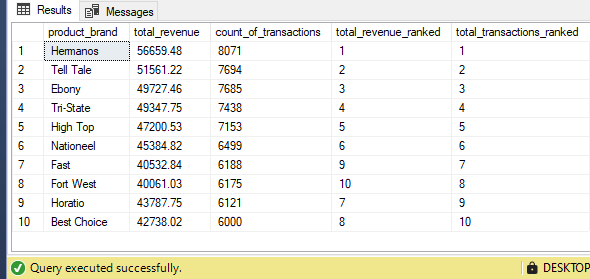 Results Messages
product_brand total_revenue count_of_transactions total_revenue_ranked total_transactions_ranked
1 Hermanos 56659.48 8071 1 1
2 Tell Tale 51561.22 7694 2 2
3 Ebony 49727.46 7685 3 3
4 Tri-State 49347.75 7438 4 4
5 High Top 47200.53 7153 5 5
6 Nationeel 45384.82 6499 6 6
7 Fast 40532.84 6188 9 7
8 Fort West 40061.03 6175 10 8
9 Horatio 43787.75 6121 7 9
10 Best Choice 42738.02 6000 8 10
Query executed successfully. DESKTOP